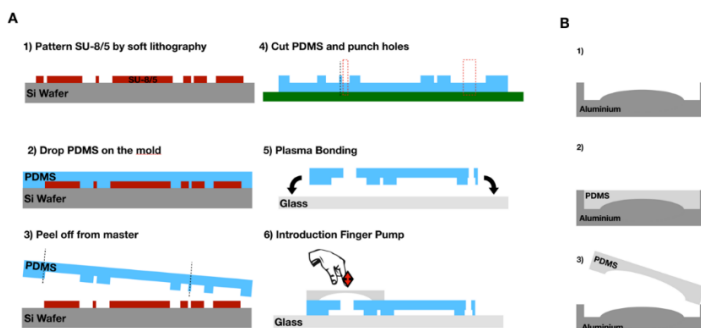 A
1) Pattern SU-8/5 by soft lithography
SU-8/5
Si Wafer
2) Drop PDMS on the mold
PDMS
Si Wafer
3) Peel off from master
PDMS
Si Wafer
4) Cut PDMS and punch holes
5) Plasma Bonding
Glass
6) Introduction Finger Pump
Glass
B
1)
Aluminium
2)
PDMS
Aluminium
3)
PDMS
Aluminium